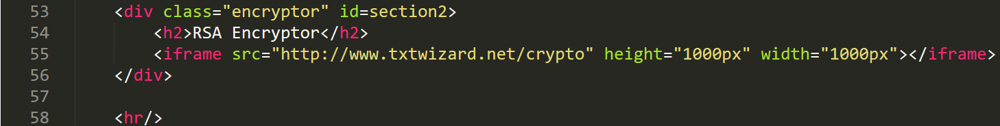 53 <div class="encryptor" id=section2>
54 <h2>RSA Encryptor</h2>
55 <iframe src="http://www.txtwizard.net/crypto" height="1000px" width="1000px"></iframe>
56 </div>
57
58 <hr/>